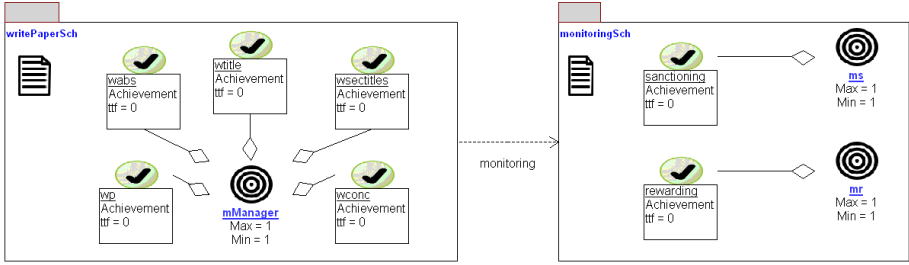 writePaperSch
wabs
Achievement
ttf = 0
wtitle
Achievement
ttf = 0
wsectitles
Achievement
ttf = 0
wp
Achievement
ttf = 0
mManager
Max = 1
Min = 1
wconc
Achievement
ttf = 0
monitoring
monitoringSch
sanctioning
Achievement
ttf = 0
ms
Max = 1
Min = 1
rewarding
Achievement
ttf = 0
mr
Max = 1
Min = 1